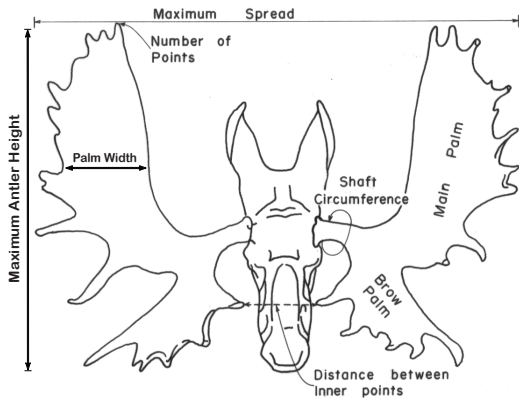 Maximum Spread
Number of
Points
Maximum Antler Height
Palm Width
Shaft
Circumference
Main Palm
Brow
Palm
Distance between
Inner points